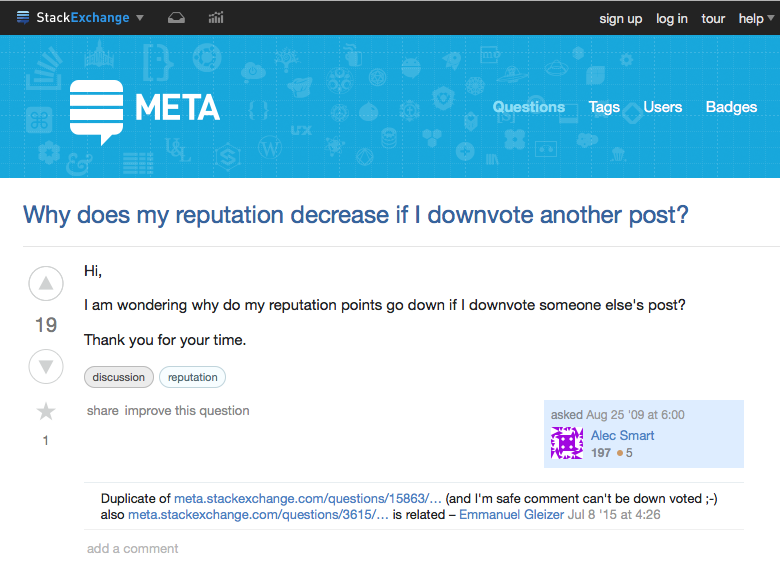 StackExchange sign up log in tour help
META Questions Tags Users Badges
Why does my reputation decrease if I downvote another post?
Hi,
I am wondering why do my reputation points go down if I downvote someone else's post?
19
Thank you for your time.
discussion reputation
share improve this question
asked Aug 25 '09 at 6:00
Alec Smart
1
197 5
Duplicate of meta.stackexchange.com/questions/15863/… (and I'm safe comment can't be down voted ;-)
also meta.stackexchange.com/questions/3615/… is related – Emmanuel Gleizer Jul 8 '15 at 4:26
add a comment